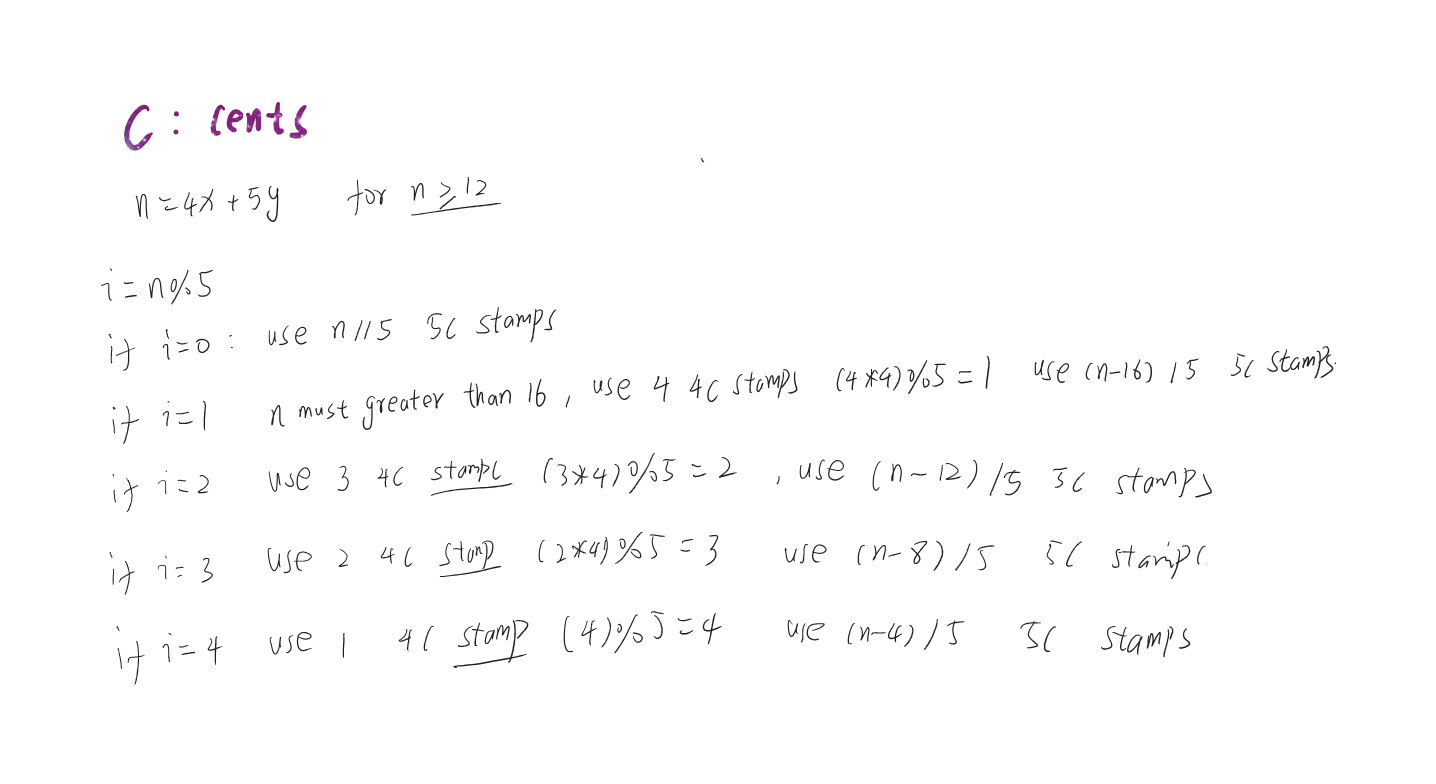 C: cents
n=4x+5y for n≥12
i=n%5
if i=0: use n//5 5c stamps
if i=1 n must greater than 16, use 4 4c stamps (4*4)%5=1 use (n-16)/5 5c stamps.
if i=2 use 3 4c stamps (3*4)%5=2, use (n-12)/5 5c stamps
if i=3 use 2 4c stamp (2*4)%5=3 use (n-8)/5 5c stamps
if i=4 use 1 4c stamp (4)%5=4 use (n-4)/5 5c stamps